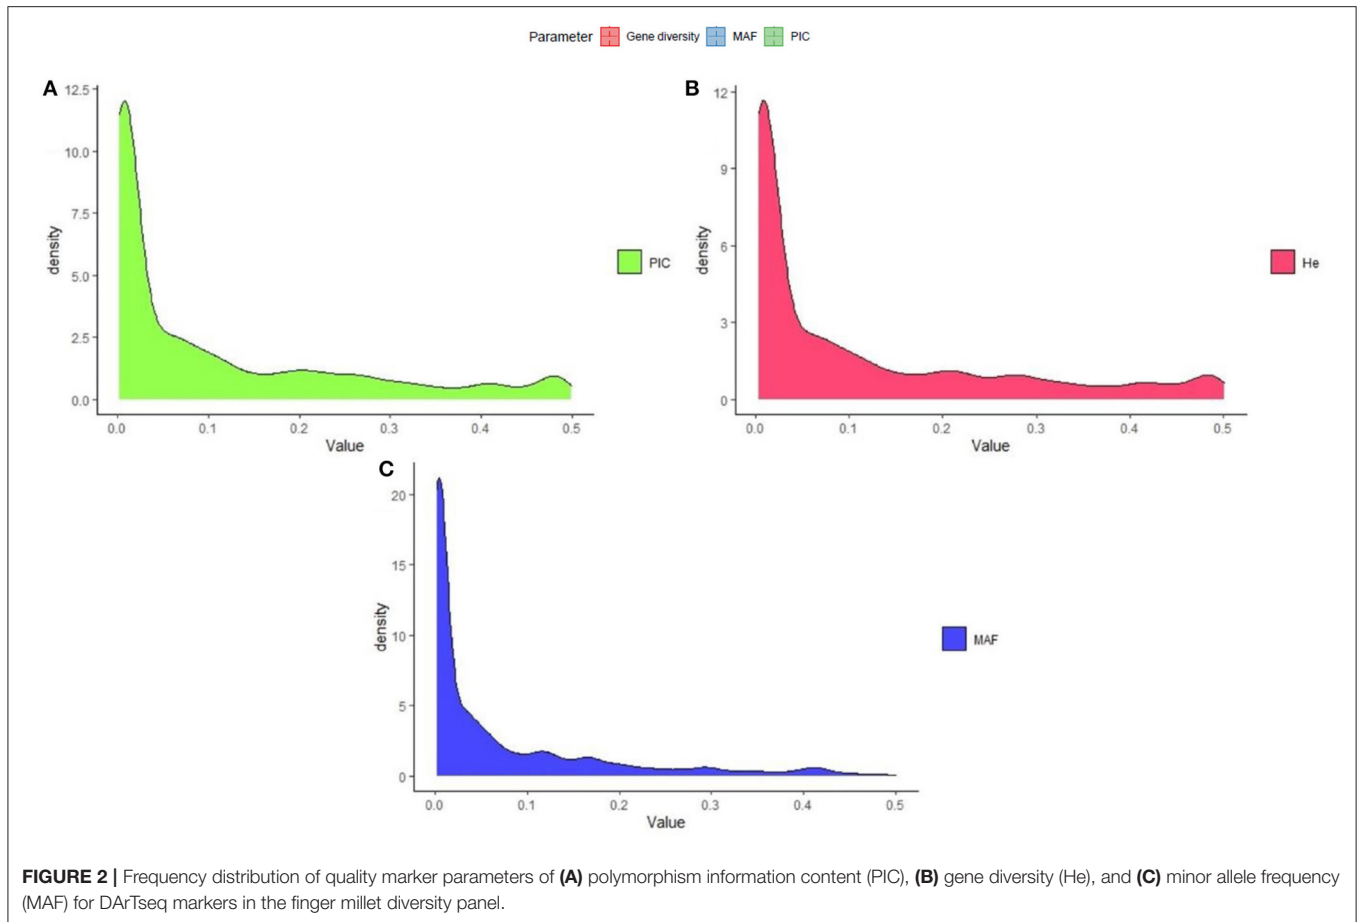 Parameter Gene diversity MAF PIC
A
12.5
10.0
7.5
5.0
2.5
0.0
density
0.0 0.1 0.2 0.3 0.4 0.5
Value
PIC
B
12
9
6
3
0
density
0.0 0.1 0.2 0.3 0.4 0.5
Value
He
C
20
15
10
5
0
density
0.0 0.1 0.2 0.3 0.4 0.5
Value
MAF
FIGURE 2 | Frequency distribution of quality marker parameters of (A) polymorphism information content (PIC), (B) gene diversity (He), and (C) minor allele frequency
(MAF) for DArTseq markers in the finger millet diversity panel.